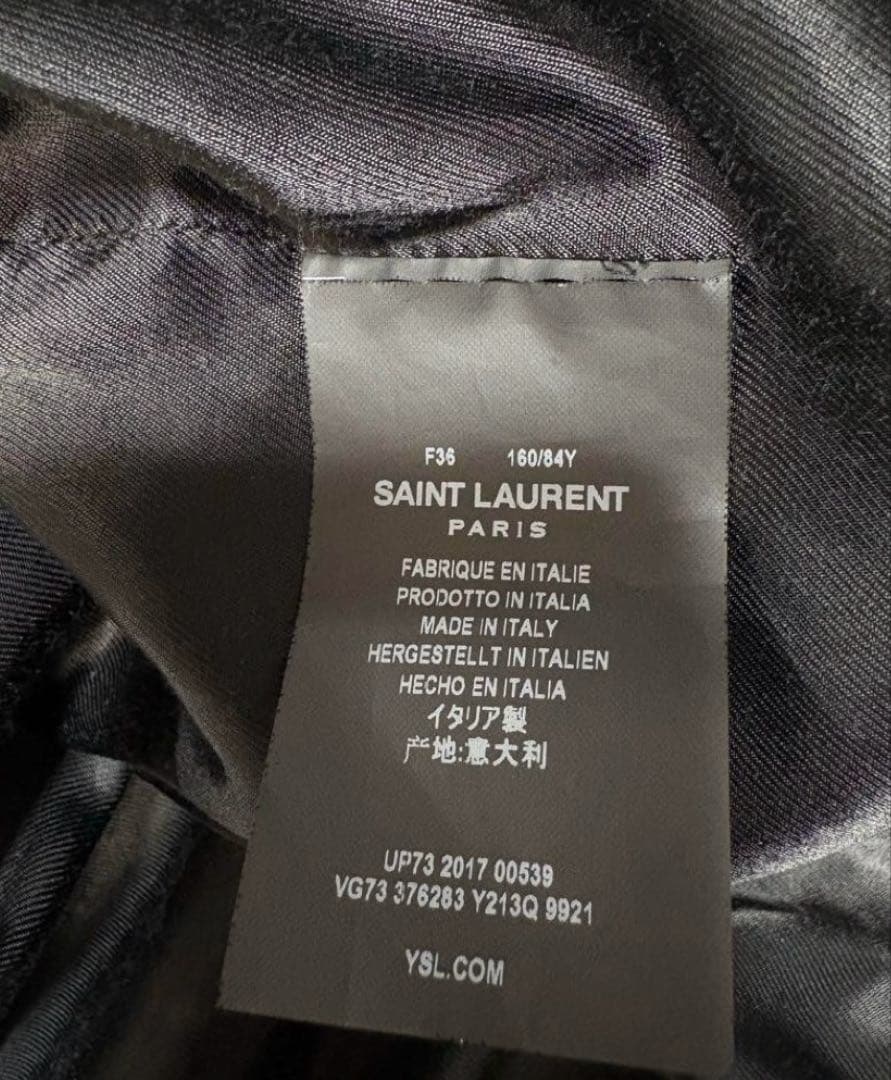 F36 160/84Y
SAINT LAURENT
PARIS
FABRIQUE EN ITALIE
PRODOTTO IN ITALIA
MADE IN ITALY
HERGESTELLT IN ITALIEN
HECHO EN ITALIA
イタリア製
产地:意大利
UP73 2017 00539
VG73 376283 Y213Q 9921
YSL.COM